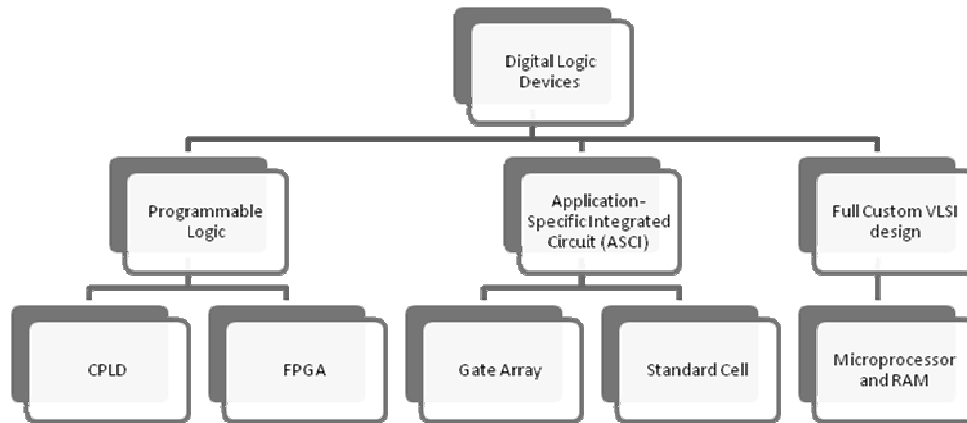 Digital Logic
Devices
Programmable
Logic
Application-
Specific Integrated
Circuit (ASCI)
Full Custom VLSI
design
CPLD
FPGA
Gate Array
Standard Cell
Microprocessor
and RAM